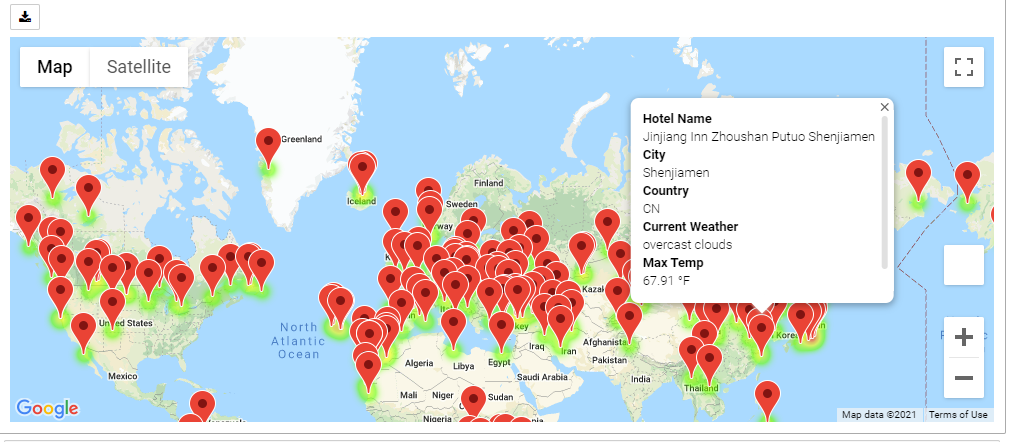 Map
Satellite
Greenland
Iceland
Finland
Sweden
Hotel Name
Jinjiang Inn Zhoushan Putuo Shenjiamen
City
Shenjiamen
Country
CN
Current Weather
overcast clouds
Max Temp
67.91 °F
United States
North
Atlantic
Ocean
Iraq
Iran
Afghanistan
Pakistan
Algeria
Libya
Egypt
Saudi Arabia
India
Thailand
Mexico
Mali
Niger
Sudan
Nigeria
Google
Map data ©2021
Terms of Use